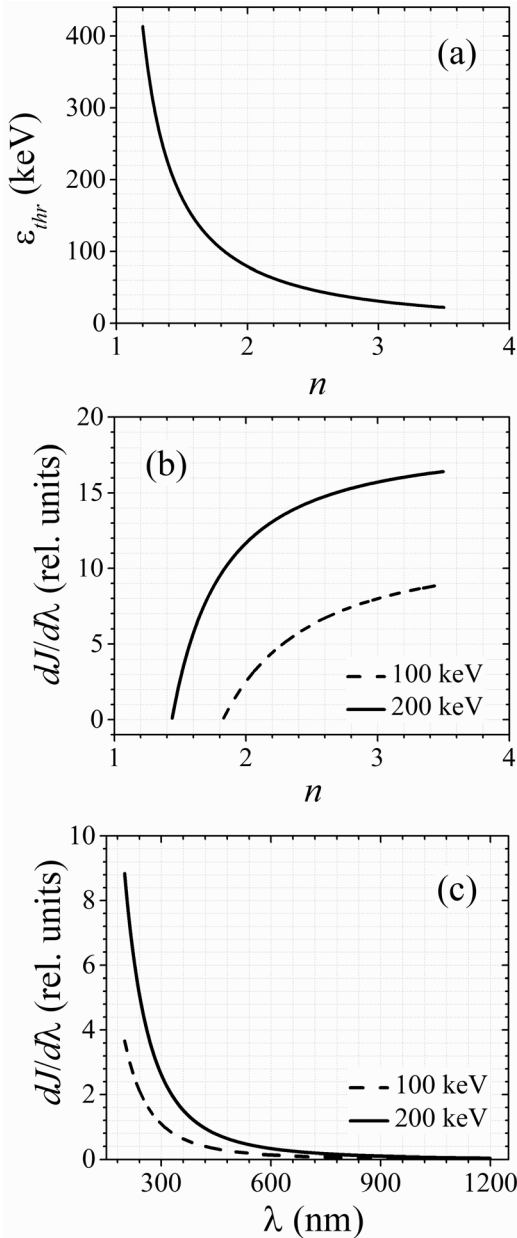 (a)
400
300
200
100
0
ε_thr (keV)
1 2 3 4
n
(b)
20
15
10
5
0
dJ/dλ (rel. units)
100 keV
200 keV
1 2 3 4
n
(c)
10
8
6
4
2
0
dJ/dλ (rel. units)
100 keV
200 keV
300 600 900 1200
λ (nm)